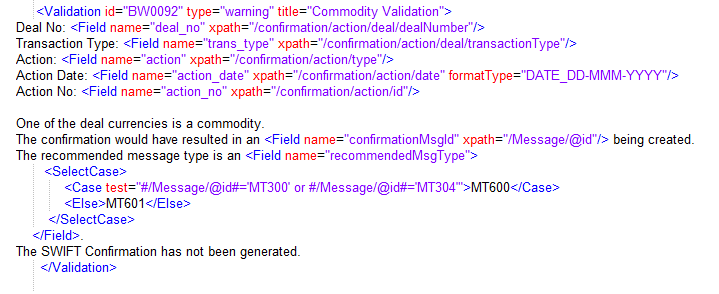 <Validation id="BW0092" type="warning" title="Commodity Validation">
Deal No: <Field name="deal_no" xpath="/confirmation/action/deal/dealNumber"/>
Transaction Type: <Field name="trans_type" xpath="/confirmation/action/deal/transactionType"/>
Action: <Field name="action" xpath="/confirmation/action/type"/>
Action Date: <Field name="action_date" xpath="/confirmation/action/date" formatType="DATE_DD-MMM-YYYY"/>
Action No: <Field name="action_no" xpath="/confirmation/action/id"/>
One of the deal currencies is a commodity.
The confirmation would have resulted in an <Field name="confirmationMsgId" xpath="/Message/@id"/> being created.
The recommended message type is an <Field name="recommendedMsgType">
<SelectCase>
<Case test="#/Message/@id#='MT300' or #/Message/@id#='MT304'">MT600</Case>
<Else>MT601</Else>
</SelectCase>
</Field>.
The SWIFT Confirmation has not been generated.
</Validation>